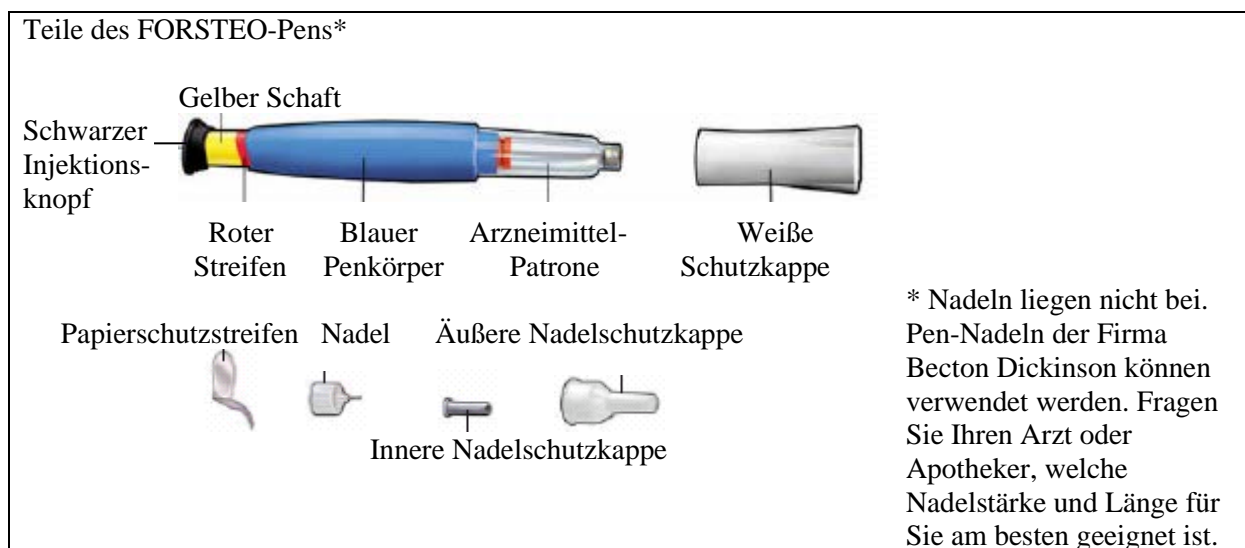 Teile des FORSTEO-Pens*
Gelber Schaft
Schwarzer
Injektions-
knopf
Roter
Streifen
Blauer
Penkörper
Arzneimittel-
Patrone
Weiße
Schutzkappe
Papierschutzstreifen
Nadel
Äußere Nadelschutzkappe
Innere Nadelschutzkappe
* Nadeln liegen nicht bei.
Pen-Nadeln der Firma
Becton Dickinson können
verwendet werden. Fragen
Sie Ihren Arzt oder
Apotheker, welche
Nadelstärke und Länge für
Sie am besten geeignet ist.